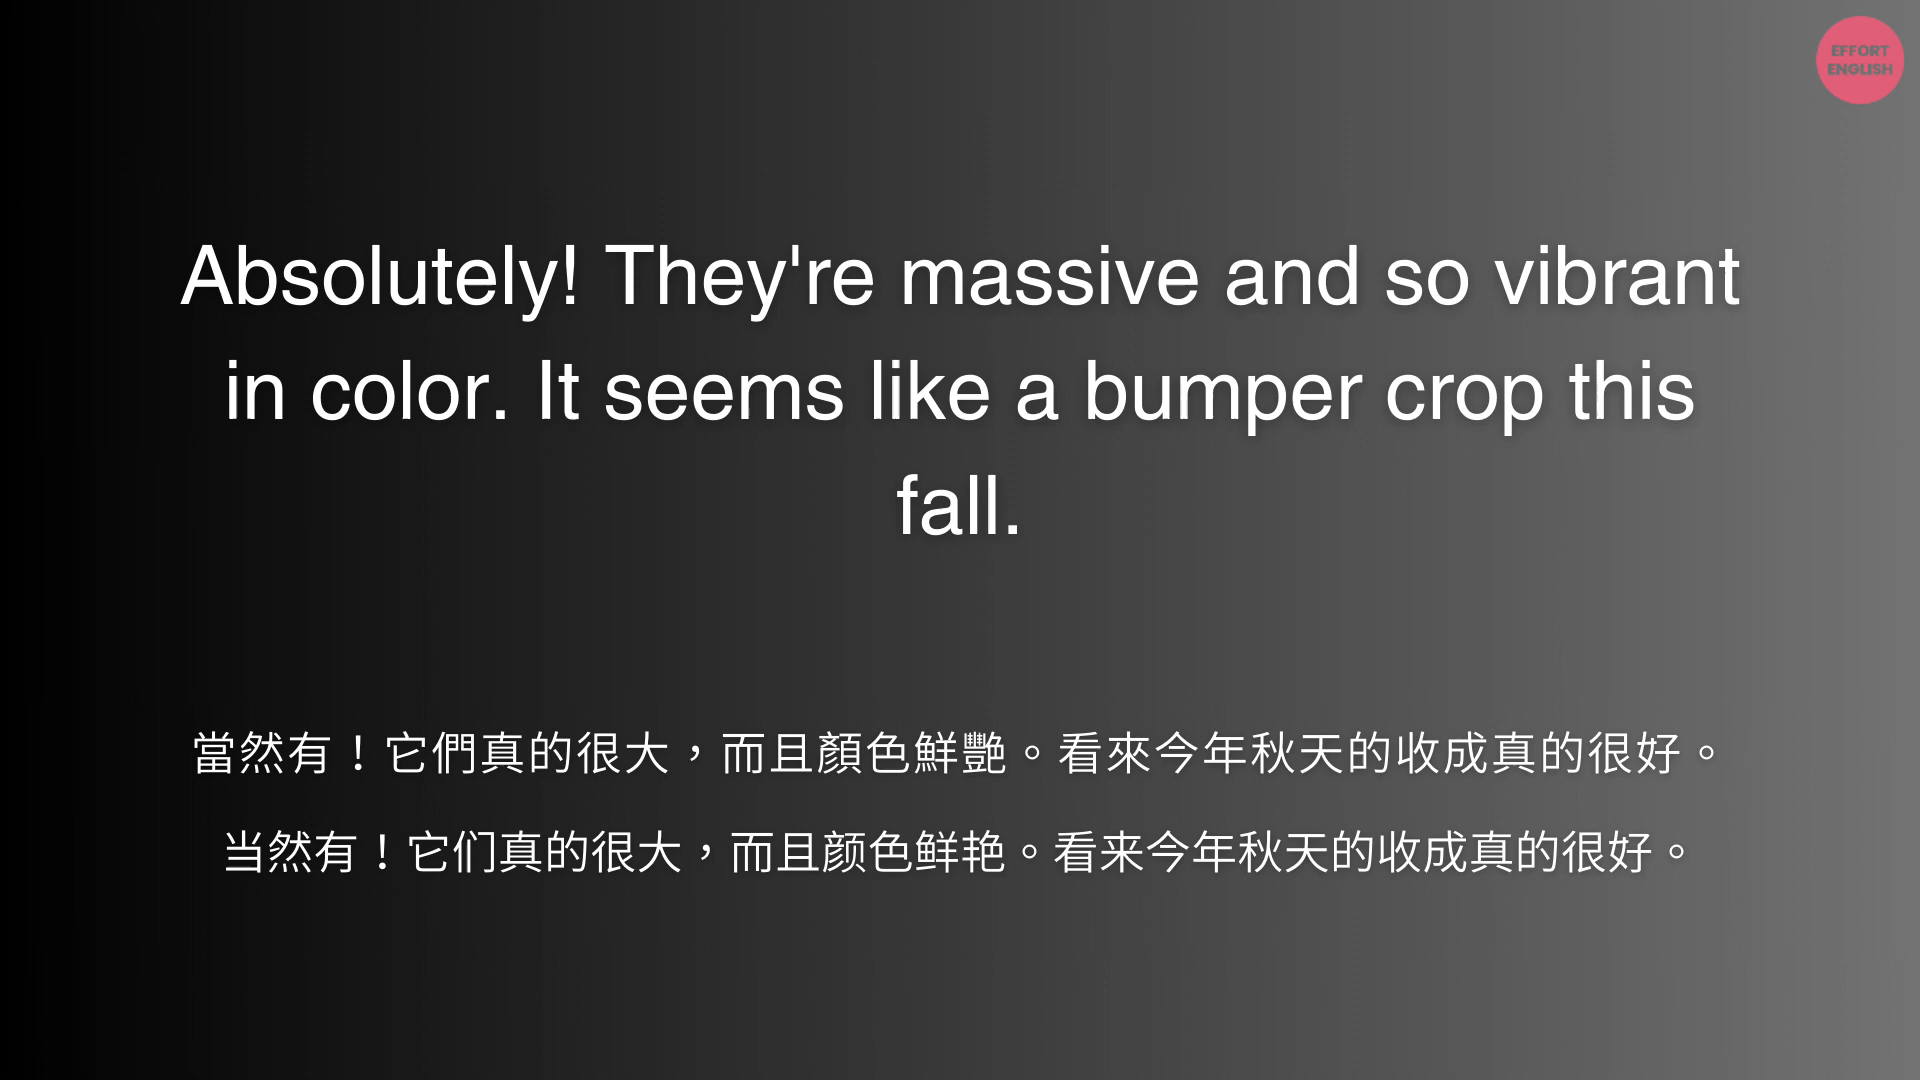 EFFORT
ENGLISH
Absolutely! They're massive and so vibrant
in color. It seems like a bumper crop this
fall.
當然有！它們真的很大，而且顏色鮮艷。看來今年秋天的收成真的很好。
当然有！它们真的很大，而且颜色鲜艳。看来今年秋天的收成真的很好。